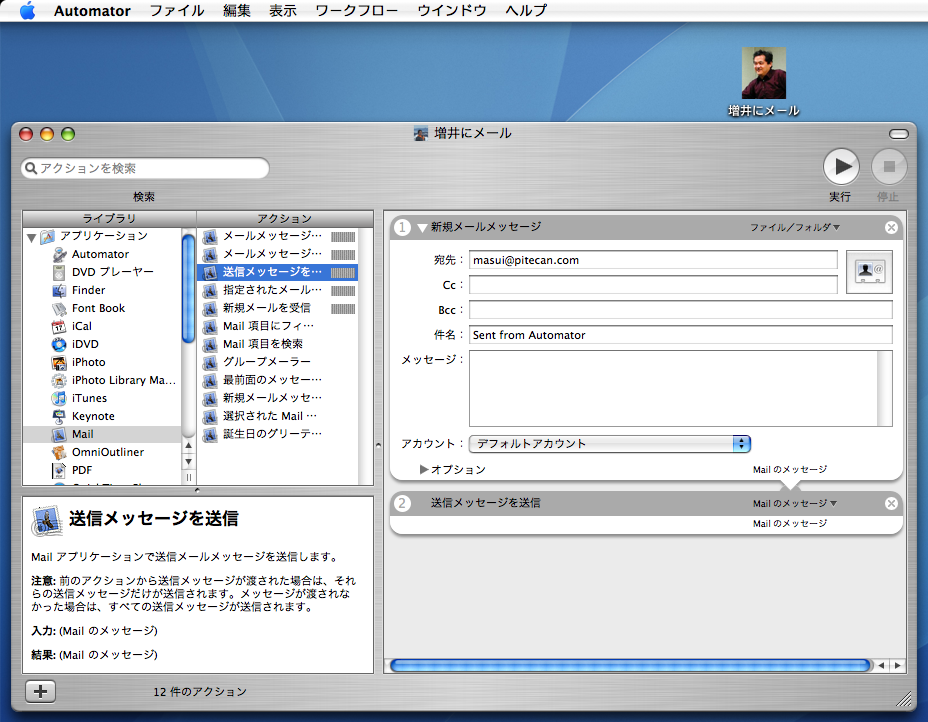 Automator ファイル 編集 表示 ワークフロー ウインドウ ヘルプ
増井にメール
増井にメール
アクションを検索
検索
実行 停止
ライブラリ アクション
アプリケーション
Automator
DVD プレーヤー
Finder
Font Book
iCal
iDVD
iPhoto
iPhoto Library Ma...
iTunes
Keynote
Mail
OmniOutliner
PDF
メールメッセージ…
メールメッセージ…
送信メッセージを…
指定されたメール…
新規メールを受信
Mail 項目にフィ…
Mail 項目を検索
グループメーラー
最前面のメッセー…
新規メールメッセ…
選択された Mail …
誕生日のグリーテ…
1 新規メールメッセージ ファイル／フォルダ
宛先： masui@pitecan.com
Cc：
Bcc：
件名： Sent from Automator
メッセージ：
アカウント： デフォルトアカウント
オプション Mail のメッセージ
2 送信メッセージを送信 Mail のメッセージ
Mail のメッセージ
送信メッセージを送信
Mail アプリケーションで送信メールメッセージを送信します。
注意: 前のアクションから送信メッセージが渡された場合は、それ
らの送信メッセージだけが送信されます。メッセージが渡されな
かった場合は、すべての送信メッセージが送信されます。
入力: (Mail のメッセージ)
結果: (Mail のメッセージ)
12 件のアクション